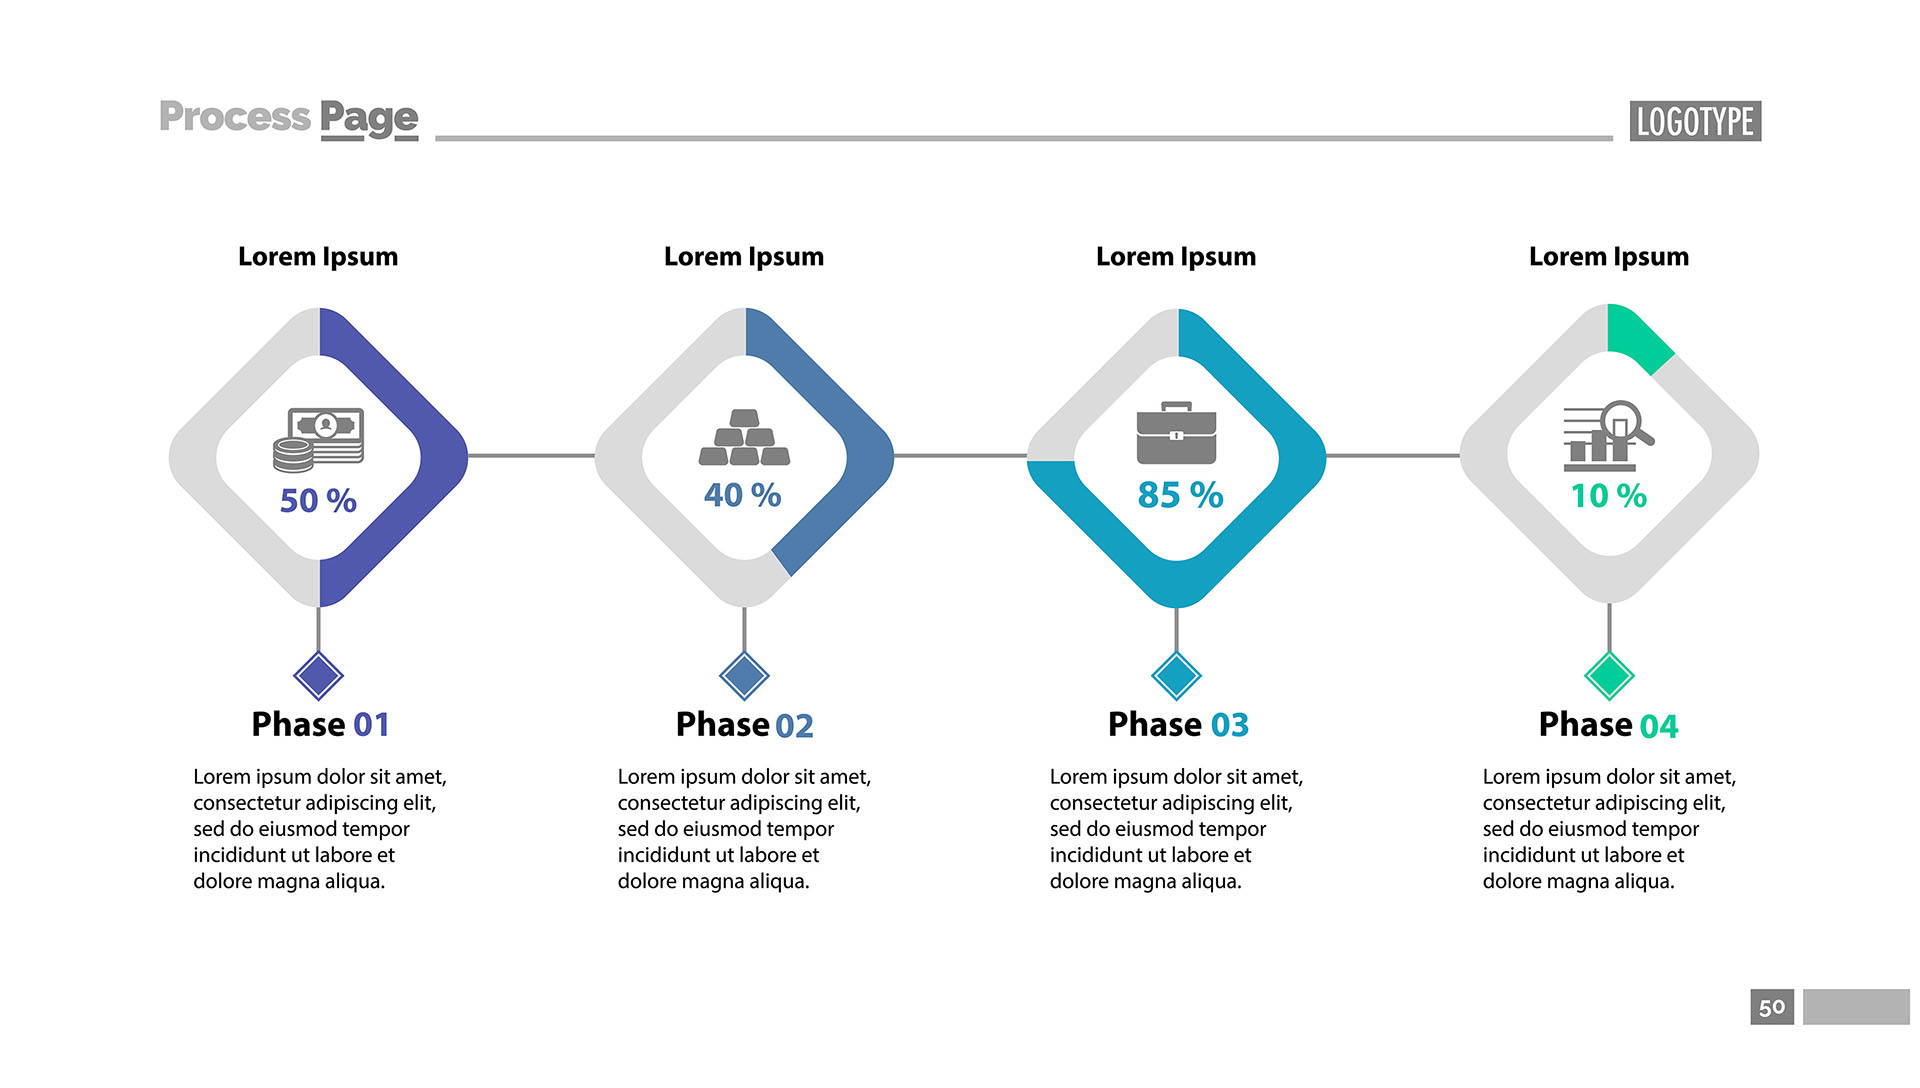 Process Page
LOGOTYPE
Lorem Ipsum
Lorem Ipsum
Lorem Ipsum
Lorem Ipsum
50 %
40 %
85 %
10 %
Phase 01
Lorem ipsum dolor sit amet,
consectetur adipiscing elit,
sed do eiusmod tempor
incididunt ut labore et
dolore magna aliqua.
Phase 02
Lorem ipsum dolor sit amet,
consectetur adipiscing elit,
sed do eiusmod tempor
incididunt ut labore et
dolore magna aliqua.
Phase 03
Lorem ipsum dolor sit amet,
consectetur adipiscing elit,
sed do eiusmod tempor
incididunt ut labore et
dolore magna aliqua.
Phase 04
Lorem ipsum dolor sit amet,
consectetur adipiscing elit,
sed do eiusmod tempor
incididunt ut labore et
dolore magna aliqua.
50